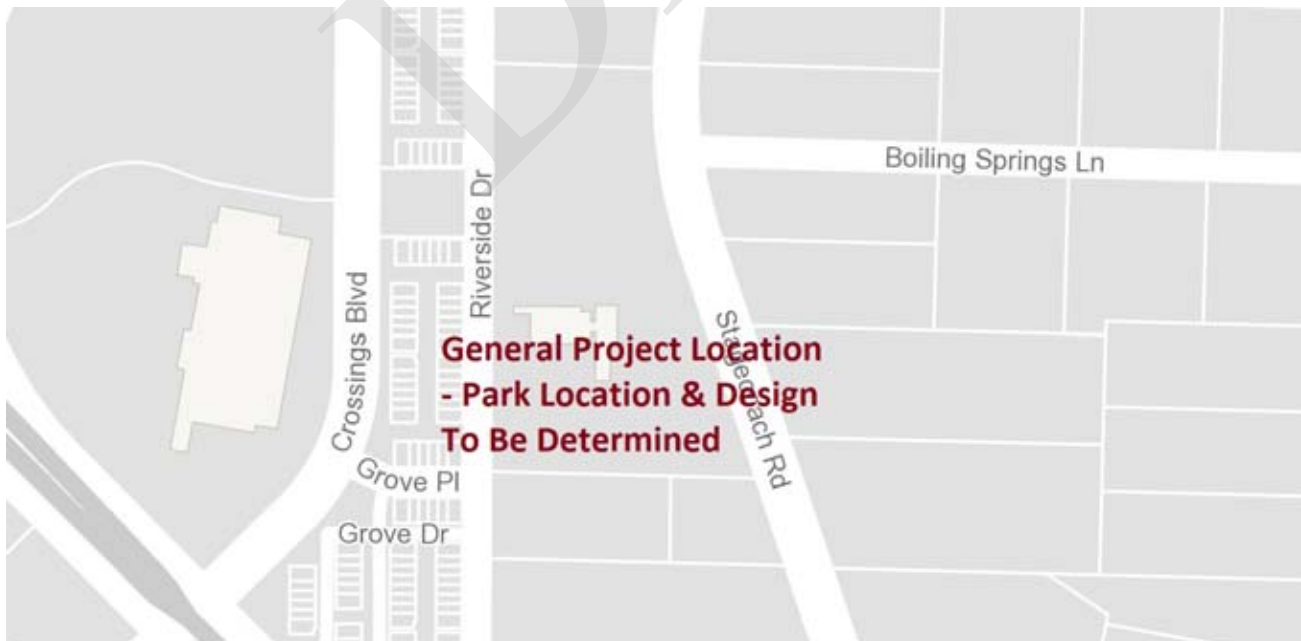 Boiling Springs Ln
Riverside Dr
Crossings Blvd
Stagecoach Rd
General Project Location
- Park Location & Design
To Be Determined
Grove Pl
Grove Dr